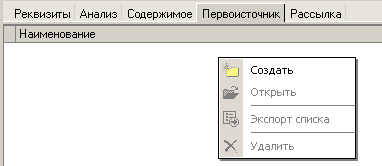 Реквизиты Анализ Содержимое Первоисточник Рассылка
Наименование
Создать
Открыть
Экспорт списка
Удалить